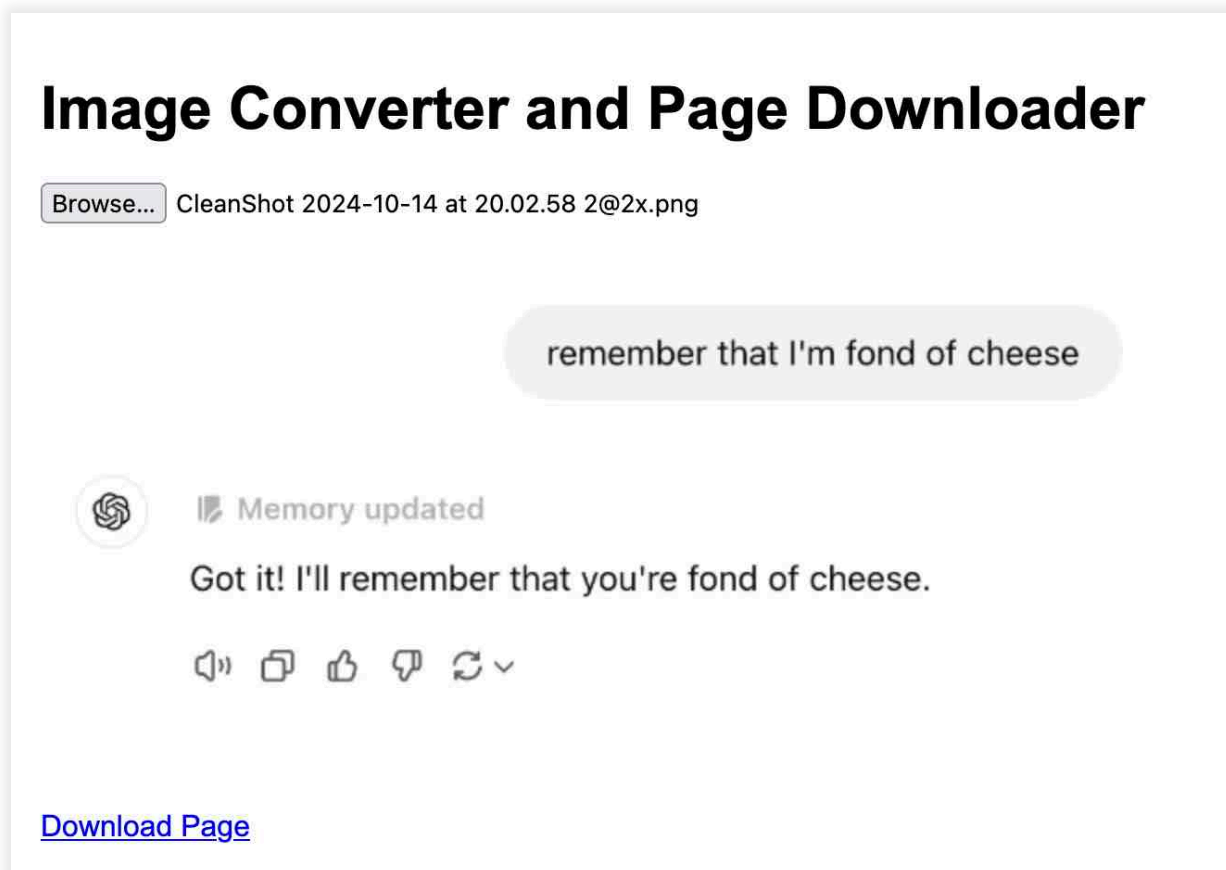 Image Converter and Page Downloader
Browse... CleanShot 2024-10-14 at 20.02.58 2@2x.png
remember that I'm fond of cheese
Memory updated
Got it! I'll remember that you're fond of cheese.
Download Page